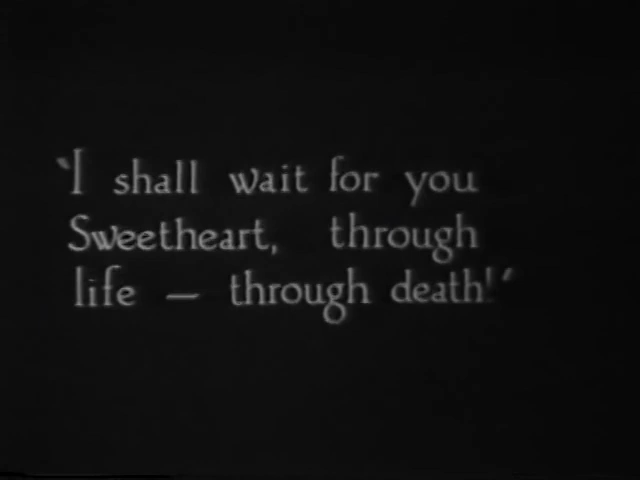 "I shall wait for you
Sweetheart, through
life – through death!"